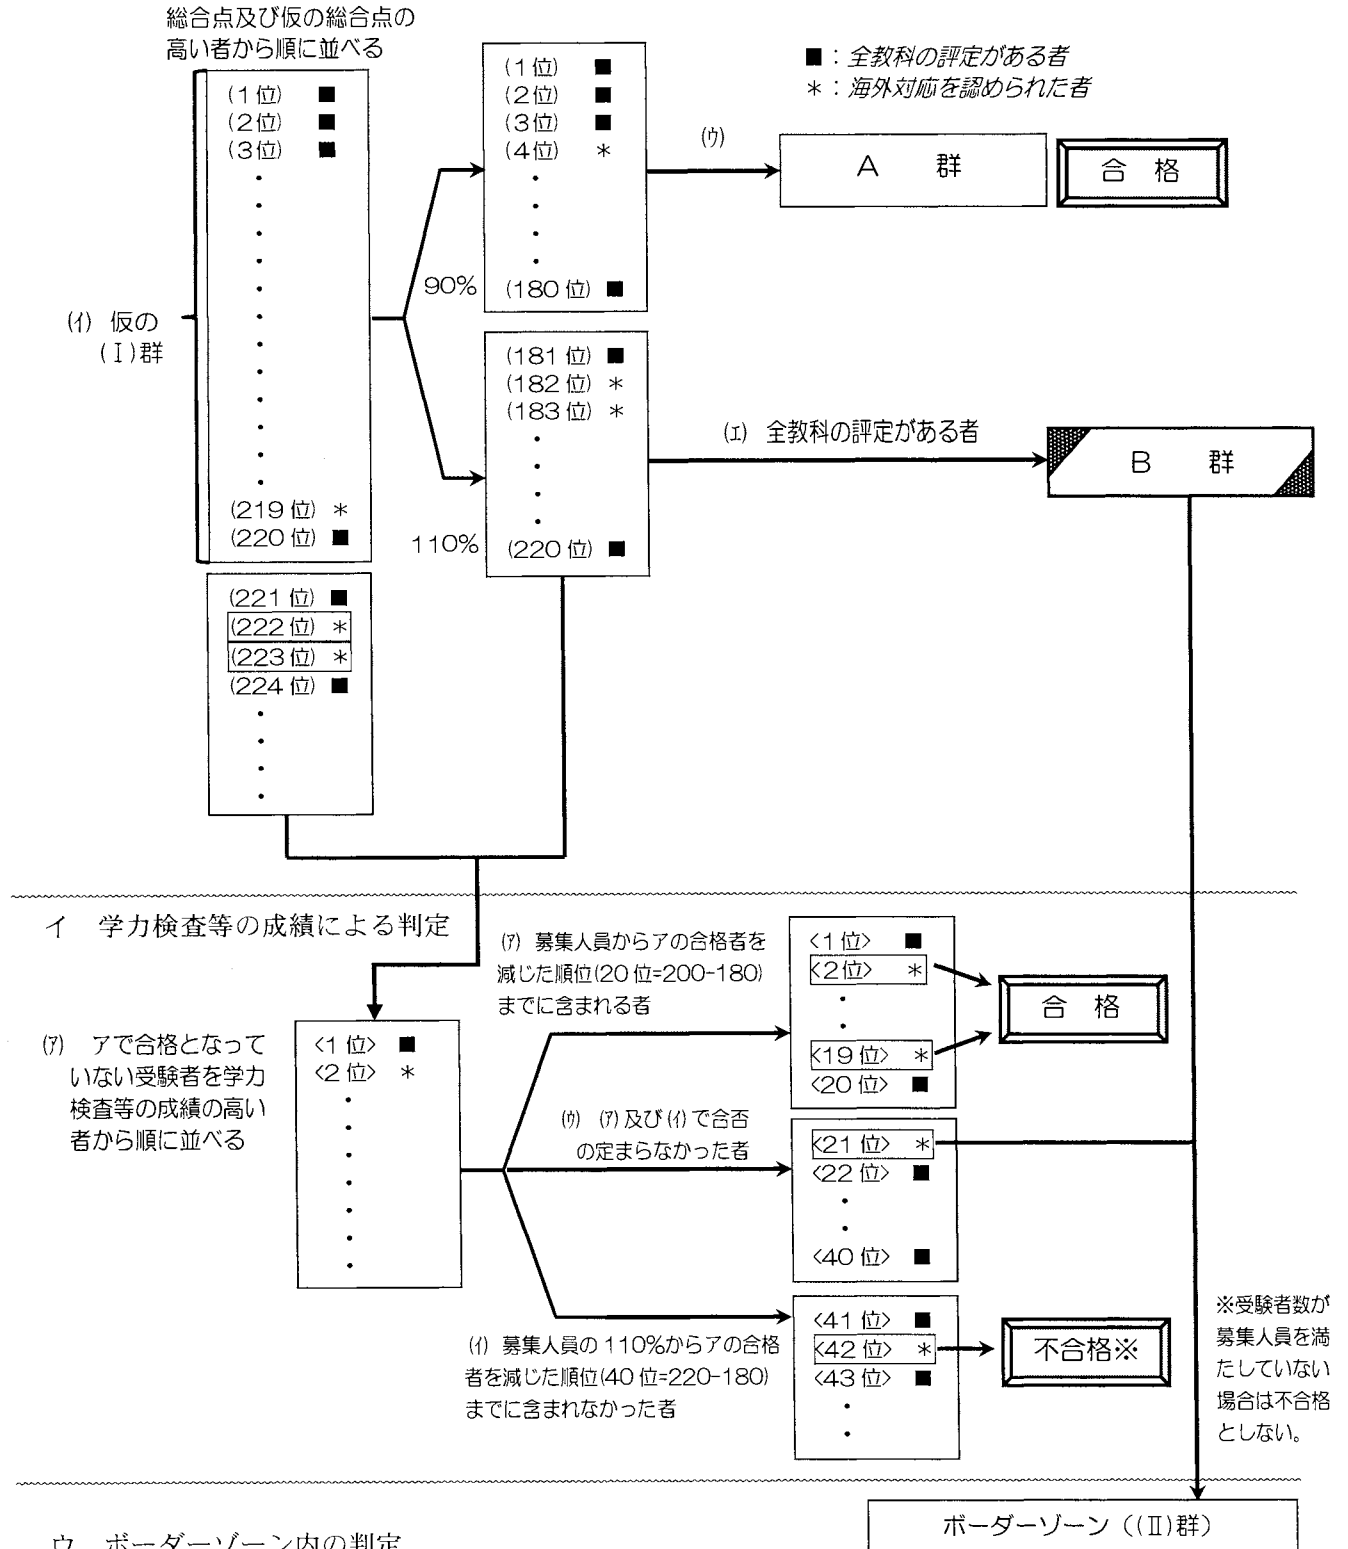 総合点及び仮の総合点の
高い者から順に並べる
■：全教科の評定がある者
＊：海外対応を認められた者
(1位) ■
(2位) ■
(3位) ■
・
・
・
・
・
・
・
・
・
・
・
・
(219位) ＊
(220位) ■
(ｲ) 仮の
(Ⅰ)群
90%
110%
(1位) ■
(2位) ■
(3位) ■
(4位) ＊
・
・
・
・
(180位) ■
(ｳ)
A 群
合 格
(181位) ■
(182位) ＊
(183位) ＊
・
・
・
・
(220位) ■
(ｴ) 全教科の評定がある者
B 群
(221位) ■
(222位) ＊
(223位) ＊
(224位) ■
・
・
・
・
イ 学力検査等の成績による判定
(ｱ) アで合格となって
いない受験者を学力
検査等の成績の高い
者から順に並べる
<1位> ■
<2位> ＊
・
・
・
・
・
・
・
(ｱ) 募集人員からアの合格者を
減じた順位(20位=200-180)
までに含まれる者
<1位> ■
<2位> ＊
・
・
<19位> ＊
<20位> ■
合 格
(ｳ) (ｱ)及び(ｲ)で合否
の定まらなかった者
<21位> ＊
<22位> ■
・
・
<40位> ■
(ｲ) 募集人員の110%からアの合格
者を減じた順位(40位=220-180)
までに含まれなかった者
<41位> ■
<42位> ＊
<43位> ■
・
・
不合格※
※受験者数が
募集人員を満
たしていない
場合は不合格
としない。
ボーダーゾーン（(Ⅱ)群）
ウ ボーダーゾーン内の判定